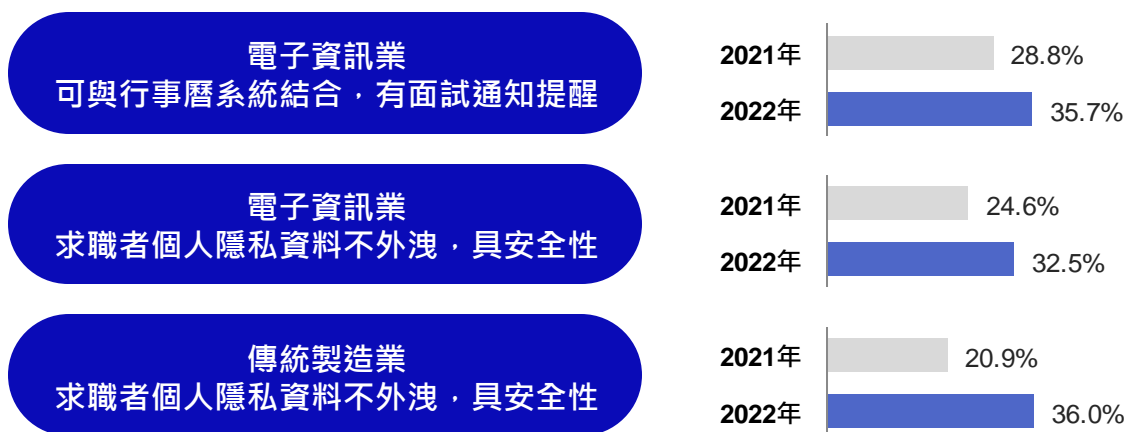 電子資訊業
可與行事曆系統結合，有面試通知提醒
2021年 28.8%
2022年 35.7%
電子資訊業
求職者個人隱私資料不外洩，具安全性
2021年 24.6%
2022年 32.5%
傳統製造業
求職者個人隱私資料不外洩，具安全性
2021年 20.9%
2022年 36.0%